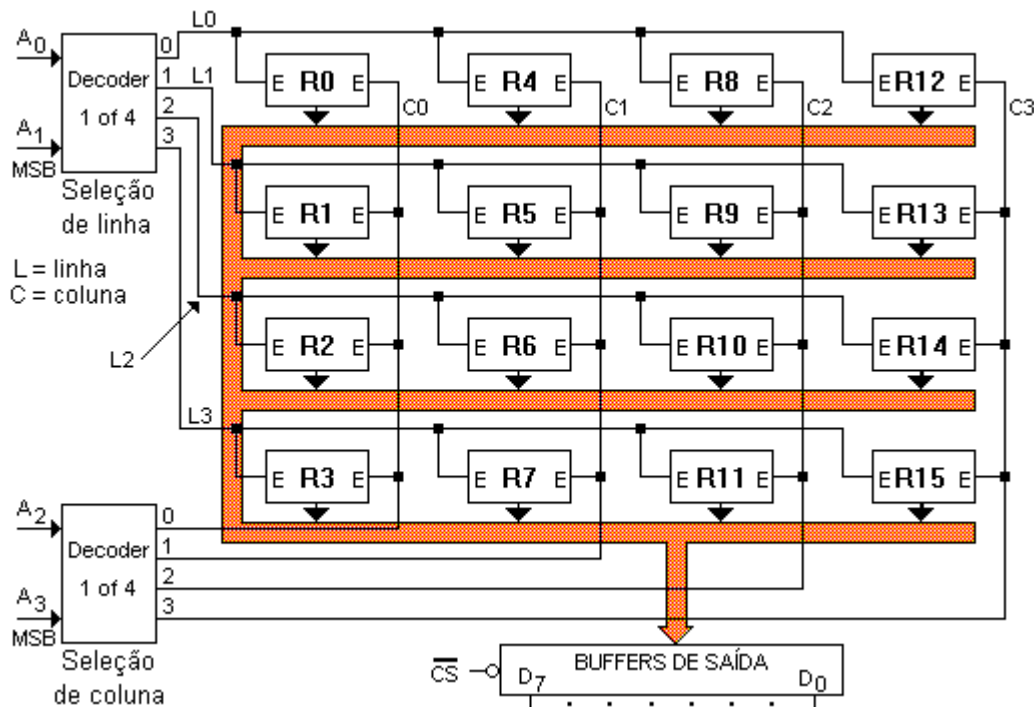 L0
A0
Decoder
1 of 4
A1
MSB
0
1
2
3
L1
Seleção
de linha
L = linha
C = coluna
L2
L3
E R0 E
C0
E R4 E
C1
E R8 E
C2
E R12 E
C3
E R1 E
E R5 E
E R9 E
E R13 E
E R2 E
E R6 E
E R10 E
E R14 E
E R3 E
E R7 E
E R11 E
E R15 E
A2
Decoder
1 of 4
A3
MSB
0
1
2
3
Seleção
de coluna
CS
BUFFERS DE SAÍDA
D7
D0